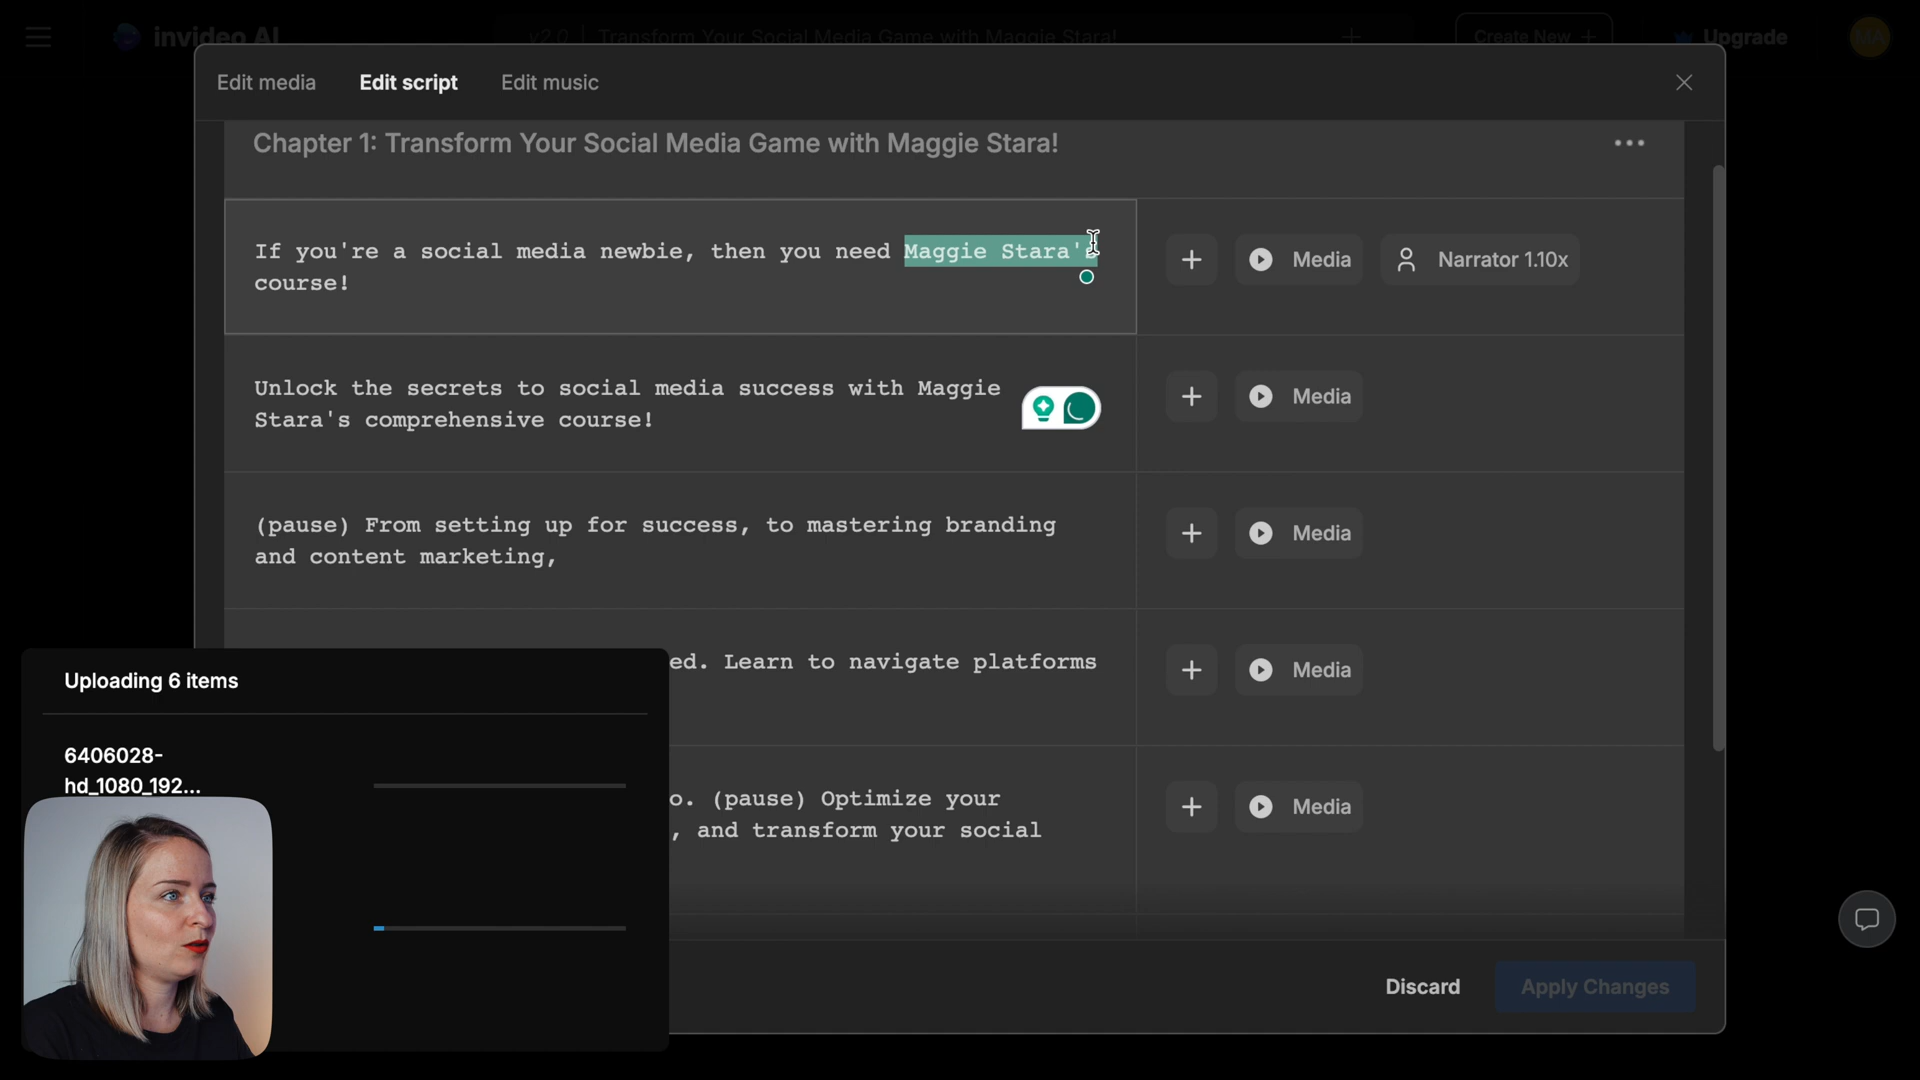 invideo AI
v2.0
Transform Your Social Media Game with Maggie Stara!
Create New +
Upgrade
MA
Edit media
Edit script
Edit music
Chapter 1: Transform Your Social Media Game with Maggie Stara!
If you're a social media newbie, then you need Maggie Stara's
course!
Media
Narrator 1.10x
Unlock the secrets to social media success with Maggie
Stara's comprehensive course!
Media
(pause) From setting up for success, to mastering branding
and content marketing,
Media
ed. Learn to navigate platforms
Media
o. (pause) Optimize your
, and transform your social
Media
Uploading 6 items
6406028-
hd_1080_192...
Discard
Apply Changes